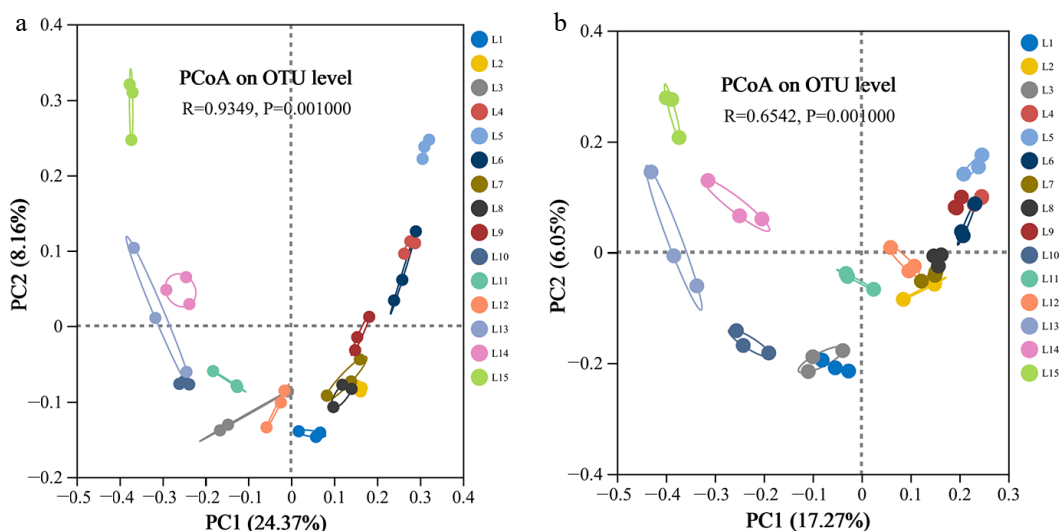 a
PCoA on OTU level
R=0.9349, P=0.001000
0.4
0.3
0.2
0.1
0
−0.1
−0.2
PC2 (8.16%)
−0.5 −0.4 −0.3 −0.2 −0.1 0 0.1 0.2 0.3 0.4
PC1 (24.37%)
L1
L2
L3
L4
L5
L6
L7
L8
L9
L10
L11
L12
L13
L14
L15
b
PCoA on OTU level
R=0.6542, P=0.001000
0.4
0.2
0
−0.2
−0.4
PC2 (6.05%)
−0.5 −0.4 −0.3 −0.2 −0.1 0 0.1 0.2 0.3
PC1 (17.27%)
L1
L2
L3
L4
L5
L6
L7
L8
L9
L10
L11
L12
L13
L14
L15